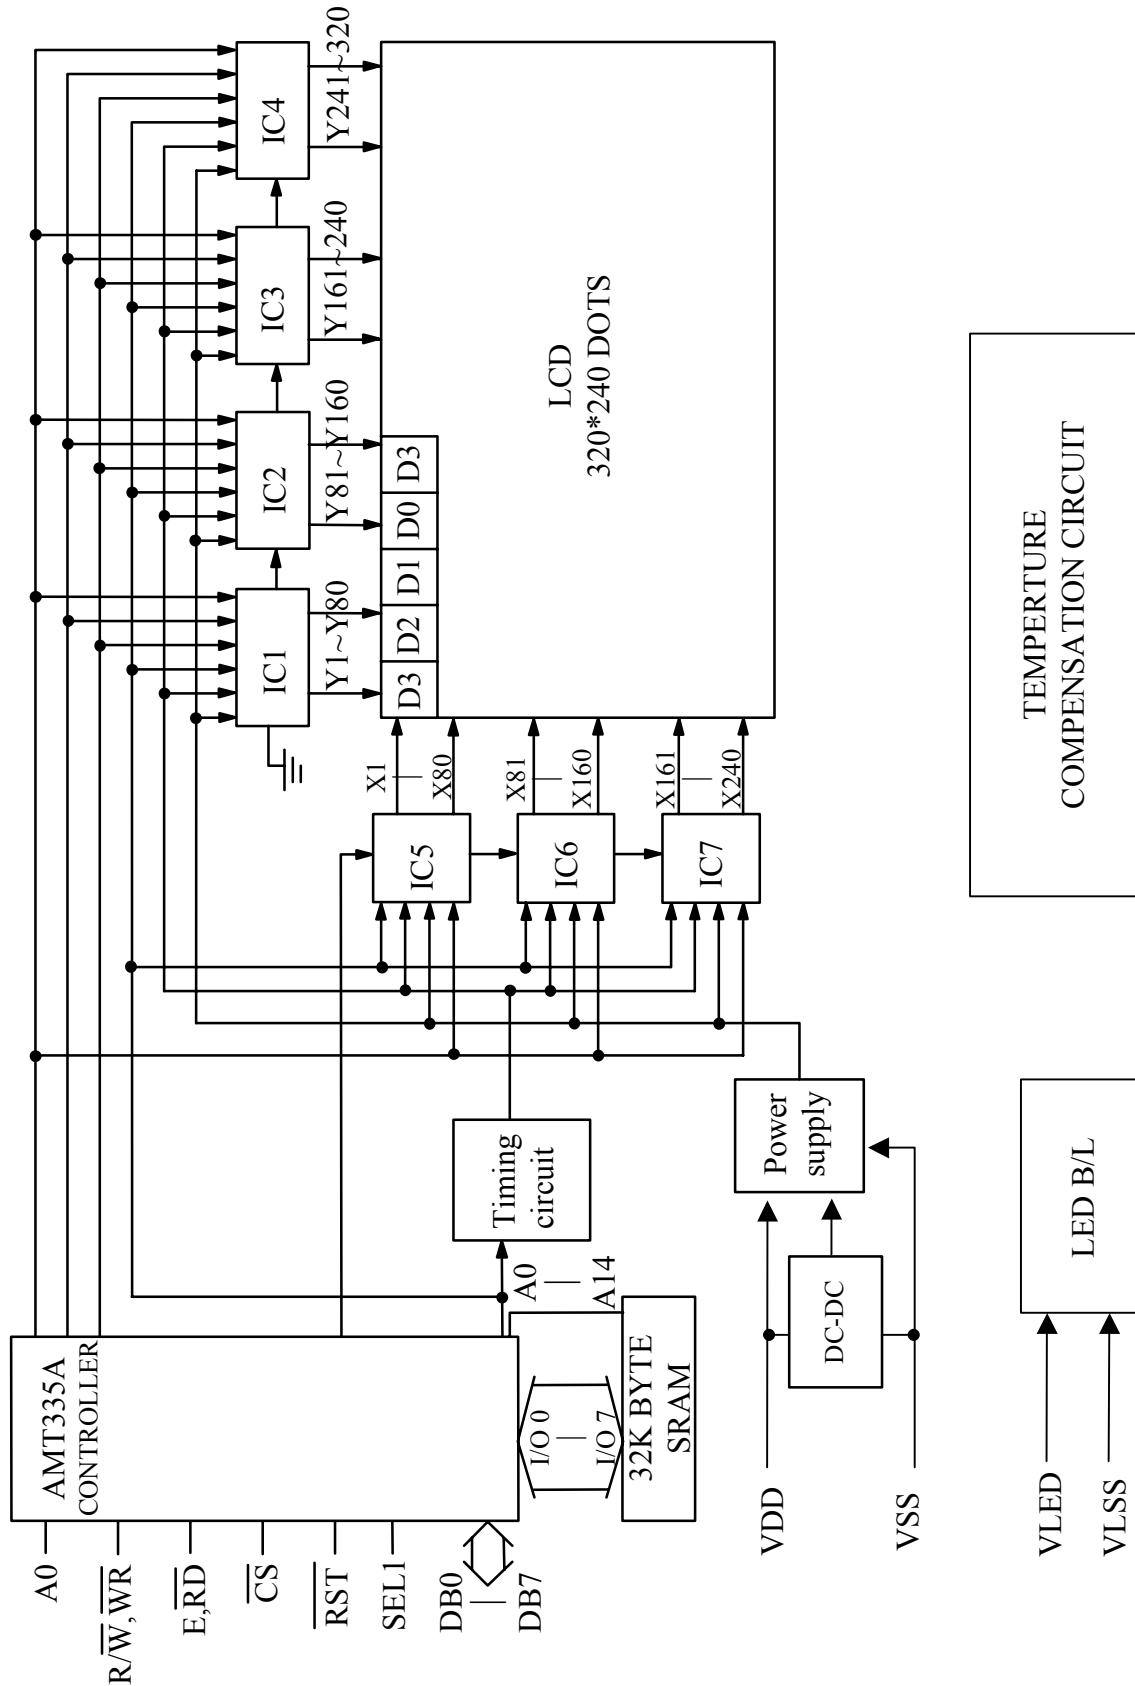 A0
R/W,WR
E,RD
CS
RST
SEL1
DB0
DB7
AMT335A
CONTROLLER
I/O 0
I/O 7
32K BYTE
SRAM
A0
A14
Timing
circuit
IC1
IC2
IC3
IC4
Y1~Y80
Y81~Y160
Y161~240
Y241~320
IC5
IC6
IC7
X1
X80
X81
X160
X161
X240
D3
D2
D1
D0
D3
LCD
320*240 DOTS
VDD
VSS
DC-DC
Power
supply
VLED
VLSS
LED B/L
TEMPERTURE
COMPENSATION CIRCUIT